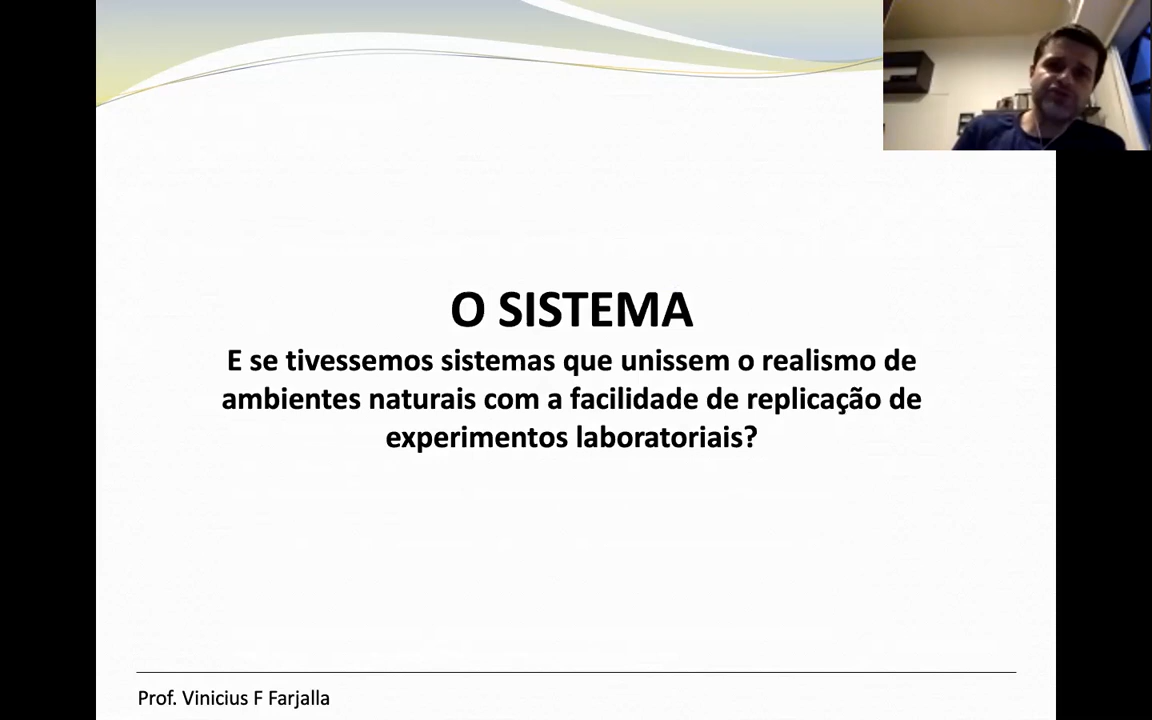 O SISTEMA
E se tivessemos sistemas que unissem o realismo de
ambientes naturais com a facilidade de replicação de
experimentos laboratoriais?
Prof. Vinicius F Farjalla